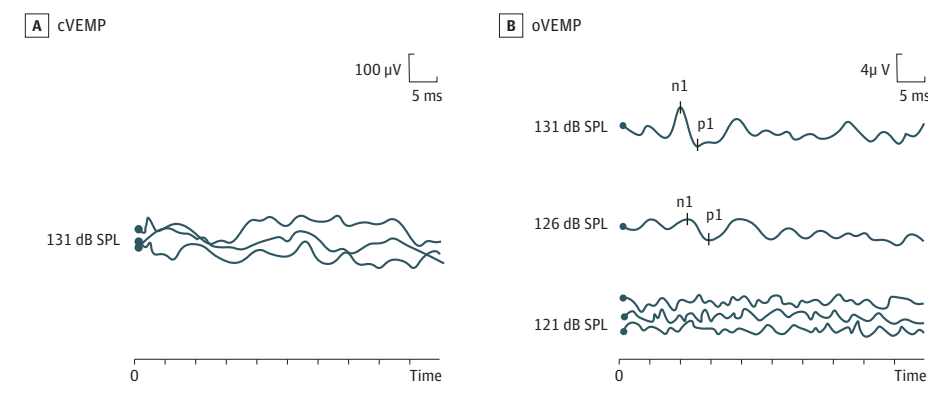 A cVEMP
100 µV
5 ms
131 dB SPL
0
Time
B oVEMP
4µ V
5 ms
n1
p1
131 dB SPL
n1
p1
126 dB SPL
121 dB SPL
0
Time